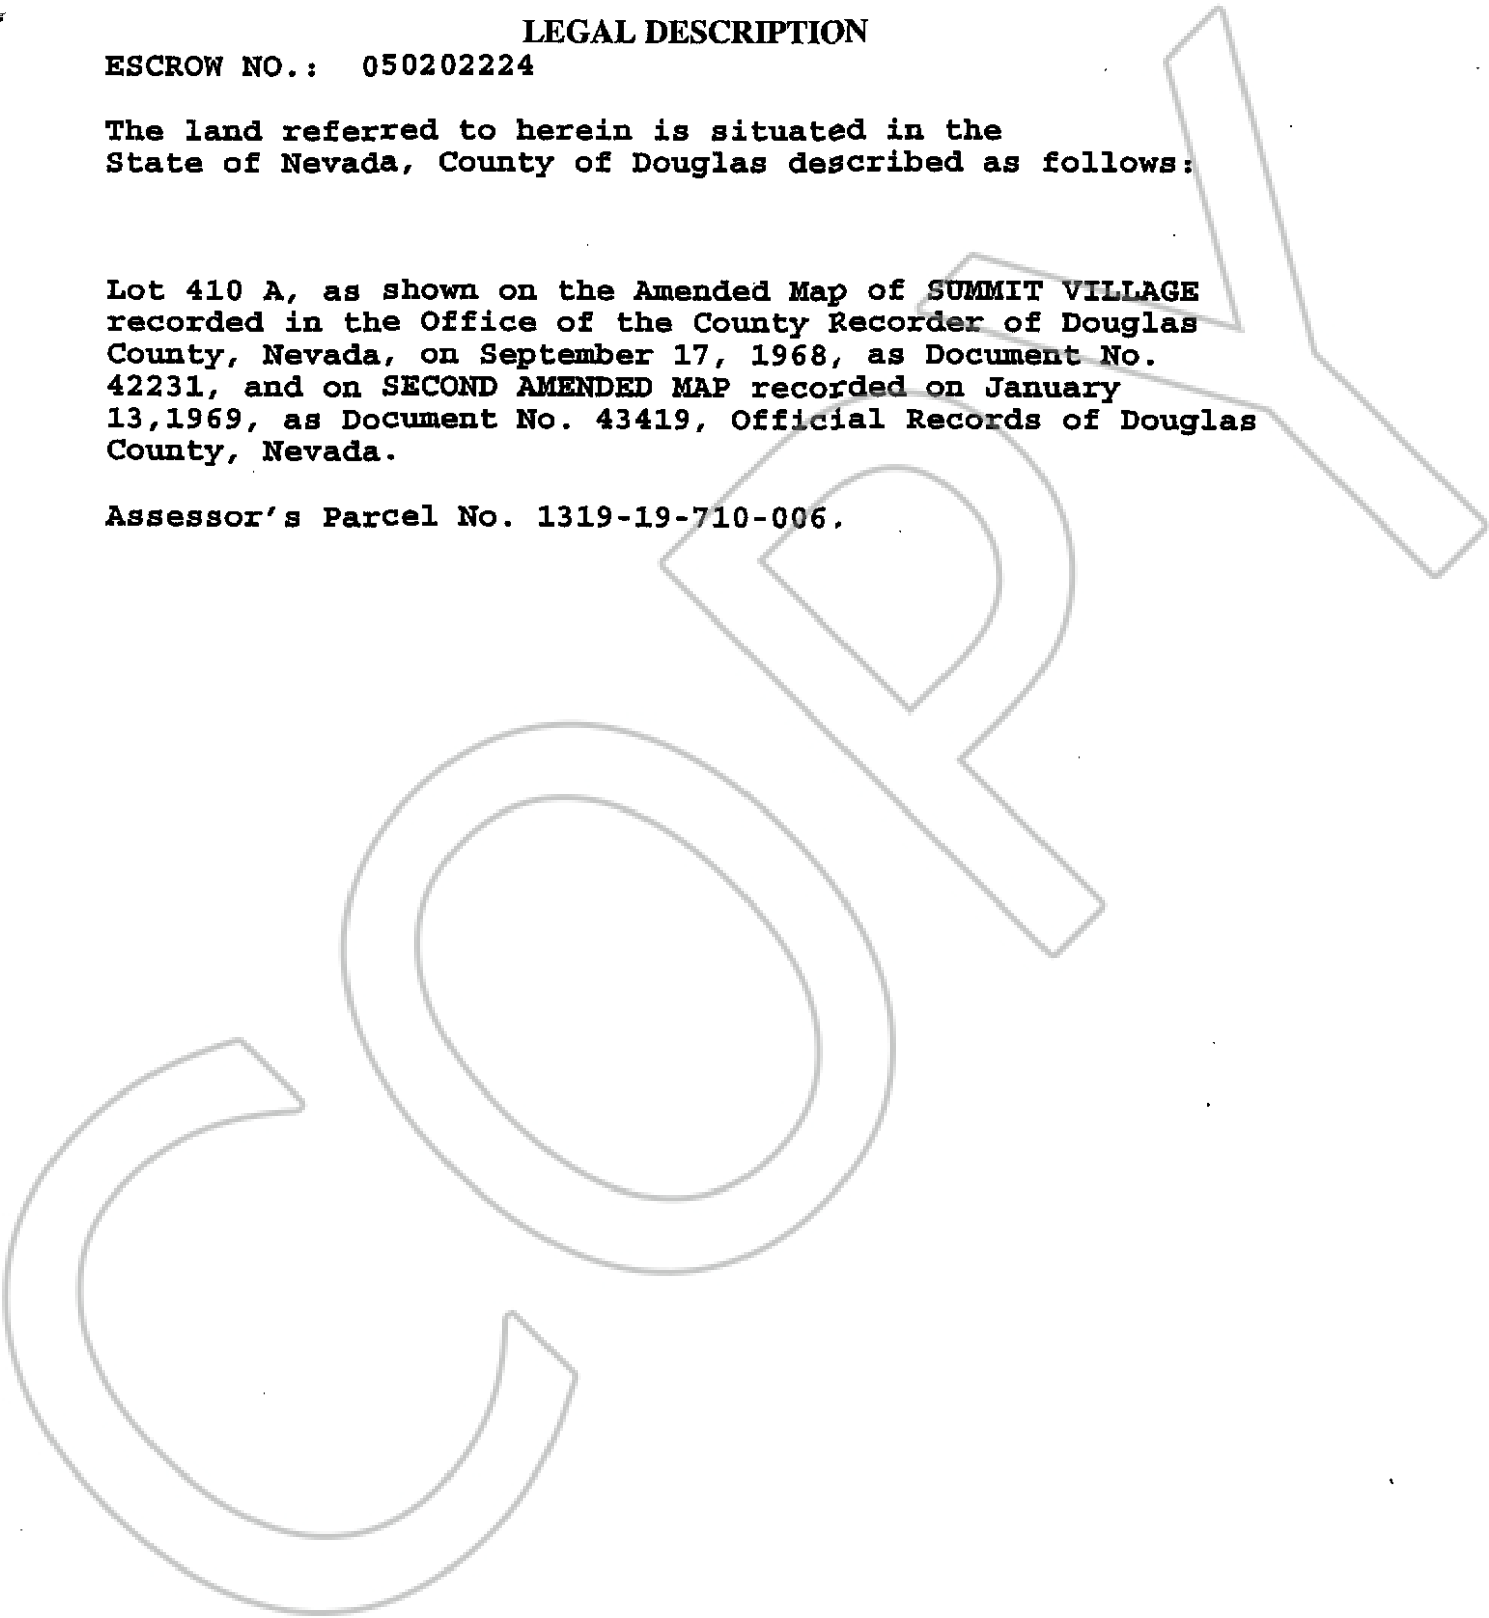 LEGAL DESCRIPTION
ESCROW NO.: 050202224
The land referred to herein is situated in the
State of Nevada, County of Douglas described as follows:
Lot 410 A, as shown on the Amended Map of SUMMIT VILLAGE
recorded in the Office of the County Recorder of Douglas
County, Nevada, on September 17, 1968, as Document No.
42231, and on SECOND AMENDED MAP recorded on January
13,1969, as Document No. 43419, Official Records of Douglas
County, Nevada.
Assessor's Parcel No. 1319-19-710-006.
COPY